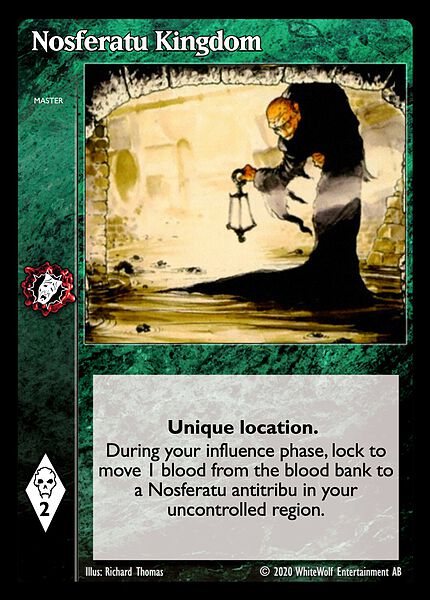 Nosferatu Kingdom
MASTER
Unique location.
During your influence phase, lock to
move 1 blood from the blood bank to
a Nosferatu antitribu in your
uncontrolled region.
2
Illus: Richard Thomas
© 2020 WhiteWolf Entertainment AB